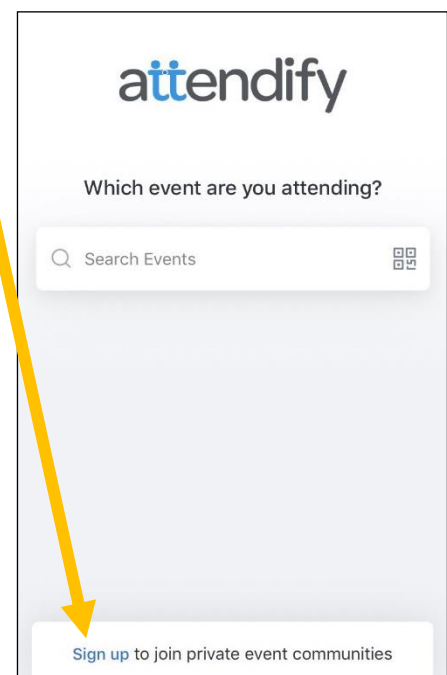 attendify
Which event are you attending?
Search Events
Sign up to join private event communities